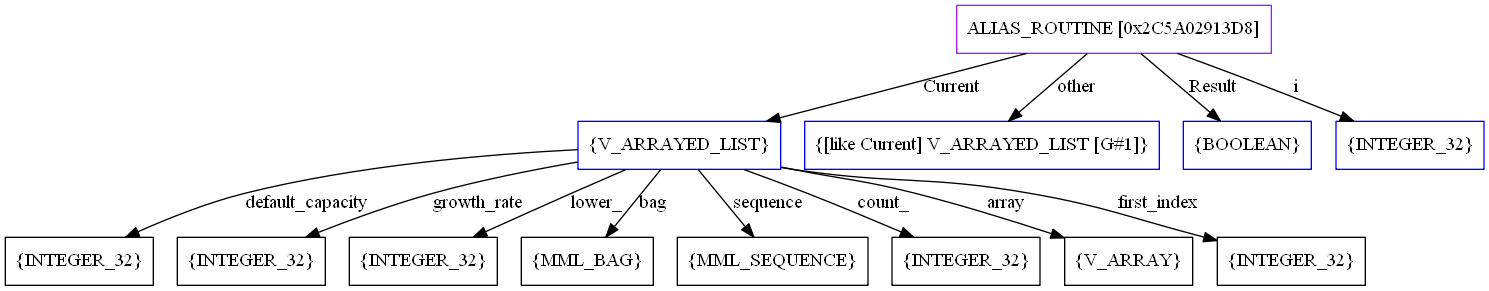 ALIAS_ROUTINE [0x2C5A02913D8]
Current
other
Result
i
{V_ARRAYED_LIST}
{[like Current] V_ARRAYED_LIST [G#1]}
{BOOLEAN}
{INTEGER_32}
default_capacity
growth_rate
lower_
bag
sequence
count_
array
first_index
{INTEGER_32}
{INTEGER_32}
{INTEGER_32}
{MML_BAG}
{MML_SEQUENCE}
{INTEGER_32}
{V_ARRAY}
{INTEGER_32}